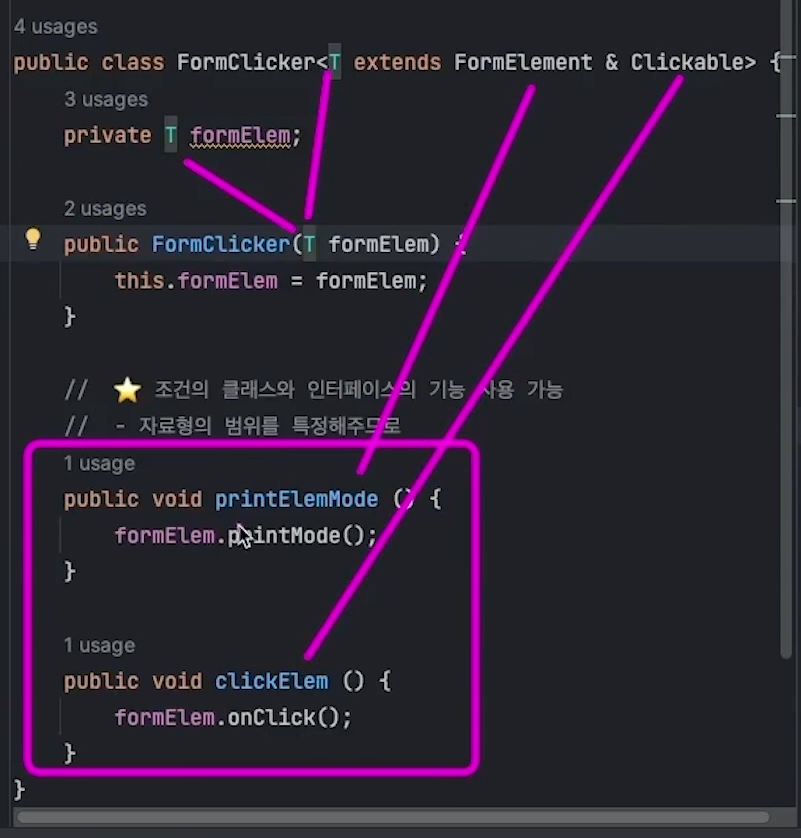 4 usages
public class FormClicker<T extends FormElement & Clickable> {
3 usages
private T formElem;
2 usages
public FormClicker(T formElem) {
this.formElem = formElem;
}
// ⭐ 조건의 클래스와 인터페이스의 기능 사용 가능
// - 자료형의 범위를 특정해주므로
1 usage
public void printElemMode () {
formElem.printMode();
}
1 usage
public void clickElem () {
formElem.onClick();
}
}